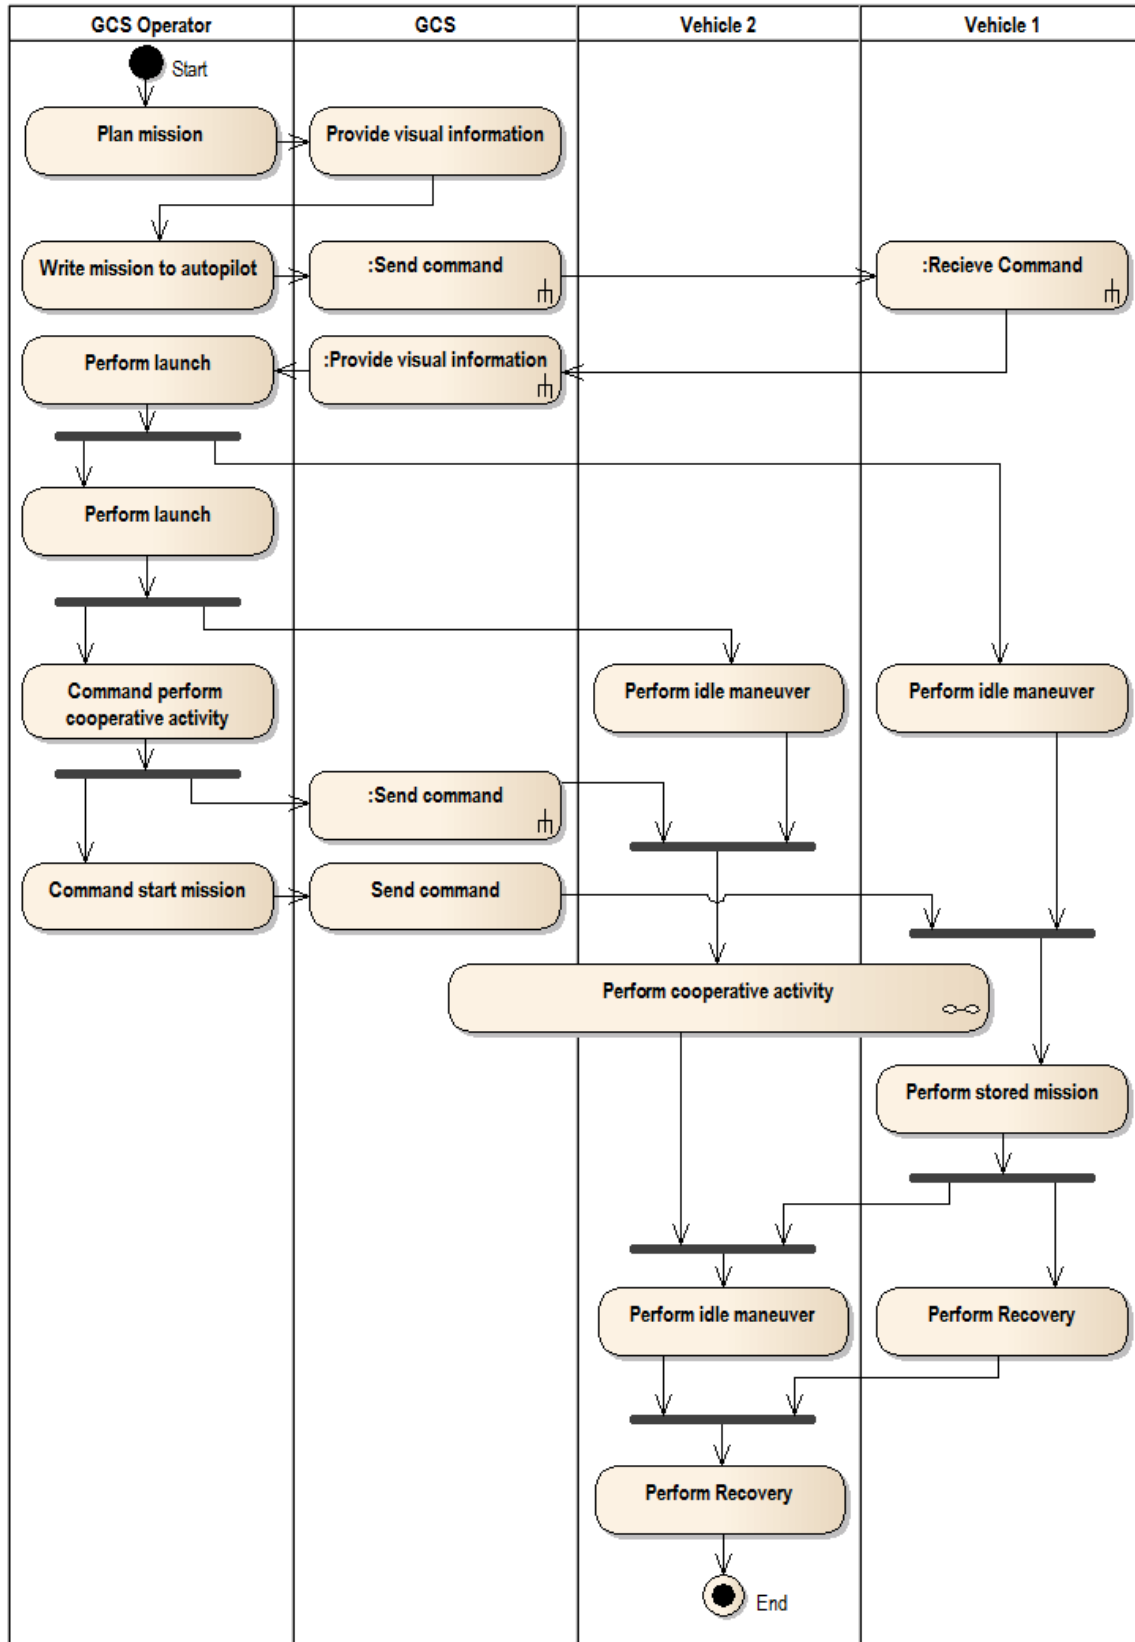 GCS Operator
GCS
Vehicle 2
Vehicle 1
Start
Plan mission
Provide visual information
Write mission to autopilot
:Send command
:Recieve Command
Perform launch
:Provide visual information
Perform launch
Command perform
cooperative activity
Perform idle maneuver
Perform idle maneuver
:Send command
Command start mission
Send command
Perform cooperative activity
Perform stored mission
Perform idle maneuver
Perform Recovery
Perform Recovery
End